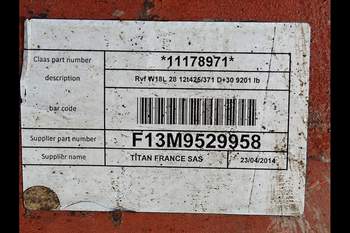 Claas part number *11178971*
description Ryf W18L 28 12t425/371 D+30 9201 lb
bar code
Supplier part number F13M9529958
Supplier name TITAN FRANCE SAS 23/04/2014